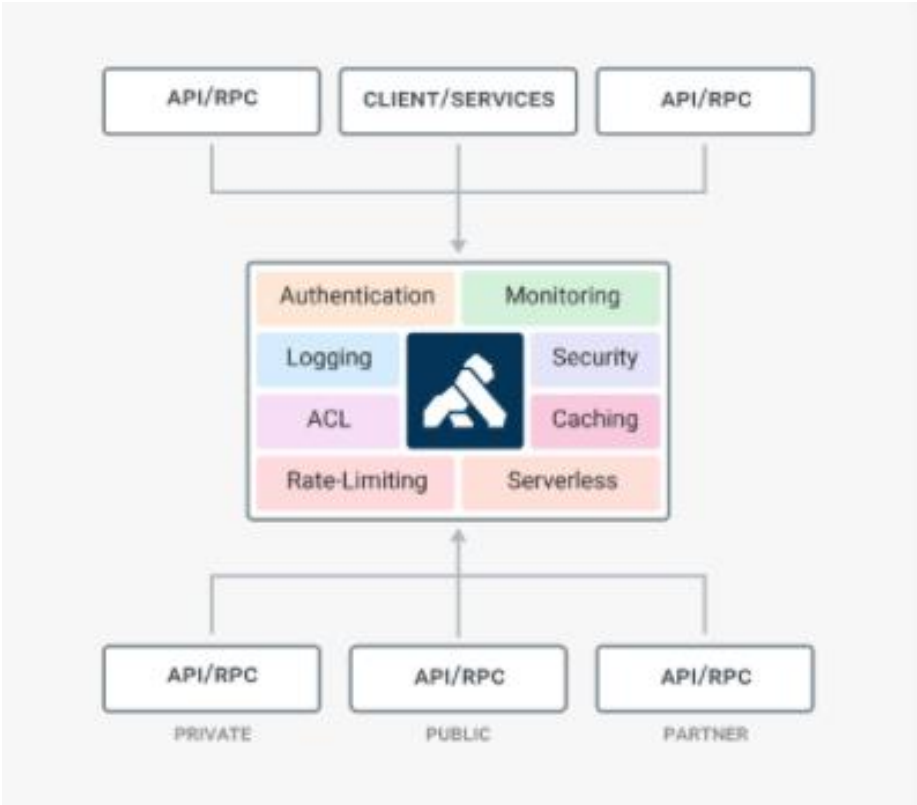 API/RPC
CLIENT/SERVICES
API/RPC
Authentication
Monitoring
Logging
Security
ACL
Caching
Rate-Limiting
Serverless
API/RPC
API/RPC
API/RPC
PRIVATE
PUBLIC
PARTNER